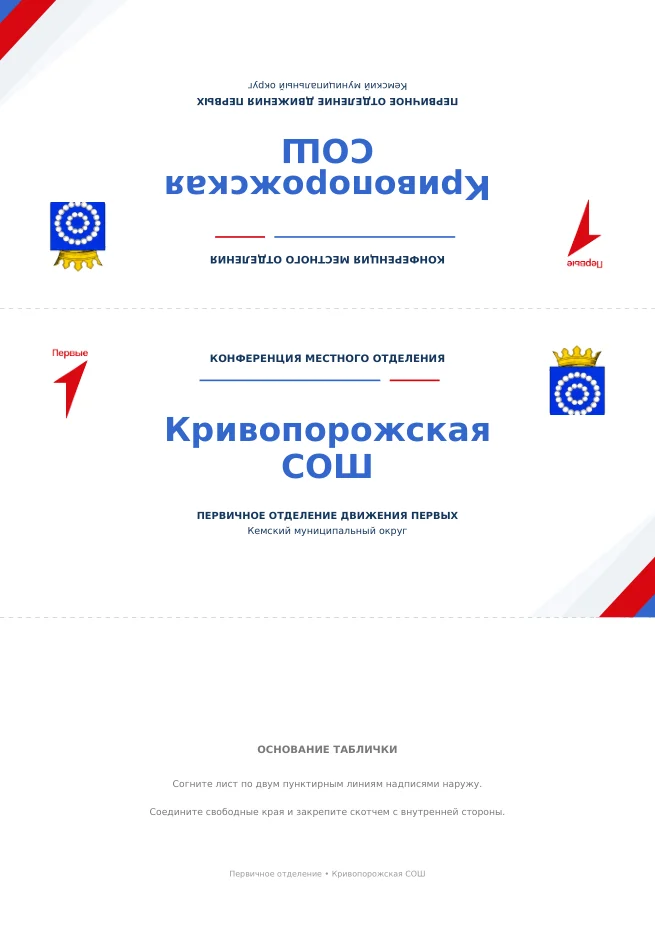 Кемский муниципальный округ
ПЕРВИЧНОЕ ОТДЕЛЕНИЕ ДВИЖЕНИЯ ПЕРВЫХ
СОШ
Кривопорожская
КОНФЕРЕНЦИЯ МЕСТНОГО ОТДЕЛЕНИЯ
Первые
Первые
КОНФЕРЕНЦИЯ МЕСТНОГО ОТДЕЛЕНИЯ
Кривопорожская
СОШ
ПЕРВИЧНОЕ ОТДЕЛЕНИЕ ДВИЖЕНИЯ ПЕРВЫХ
Кемский муниципальный округ
ОСНОВАНИЕ ТАБЛИЧКИ
Согните лист по двум пунктирным линиям надписями наружу.
Соедините свободные края и закрепите скотчем с внутренней стороны.
Первичное отделение • Кривопорожская СОШ